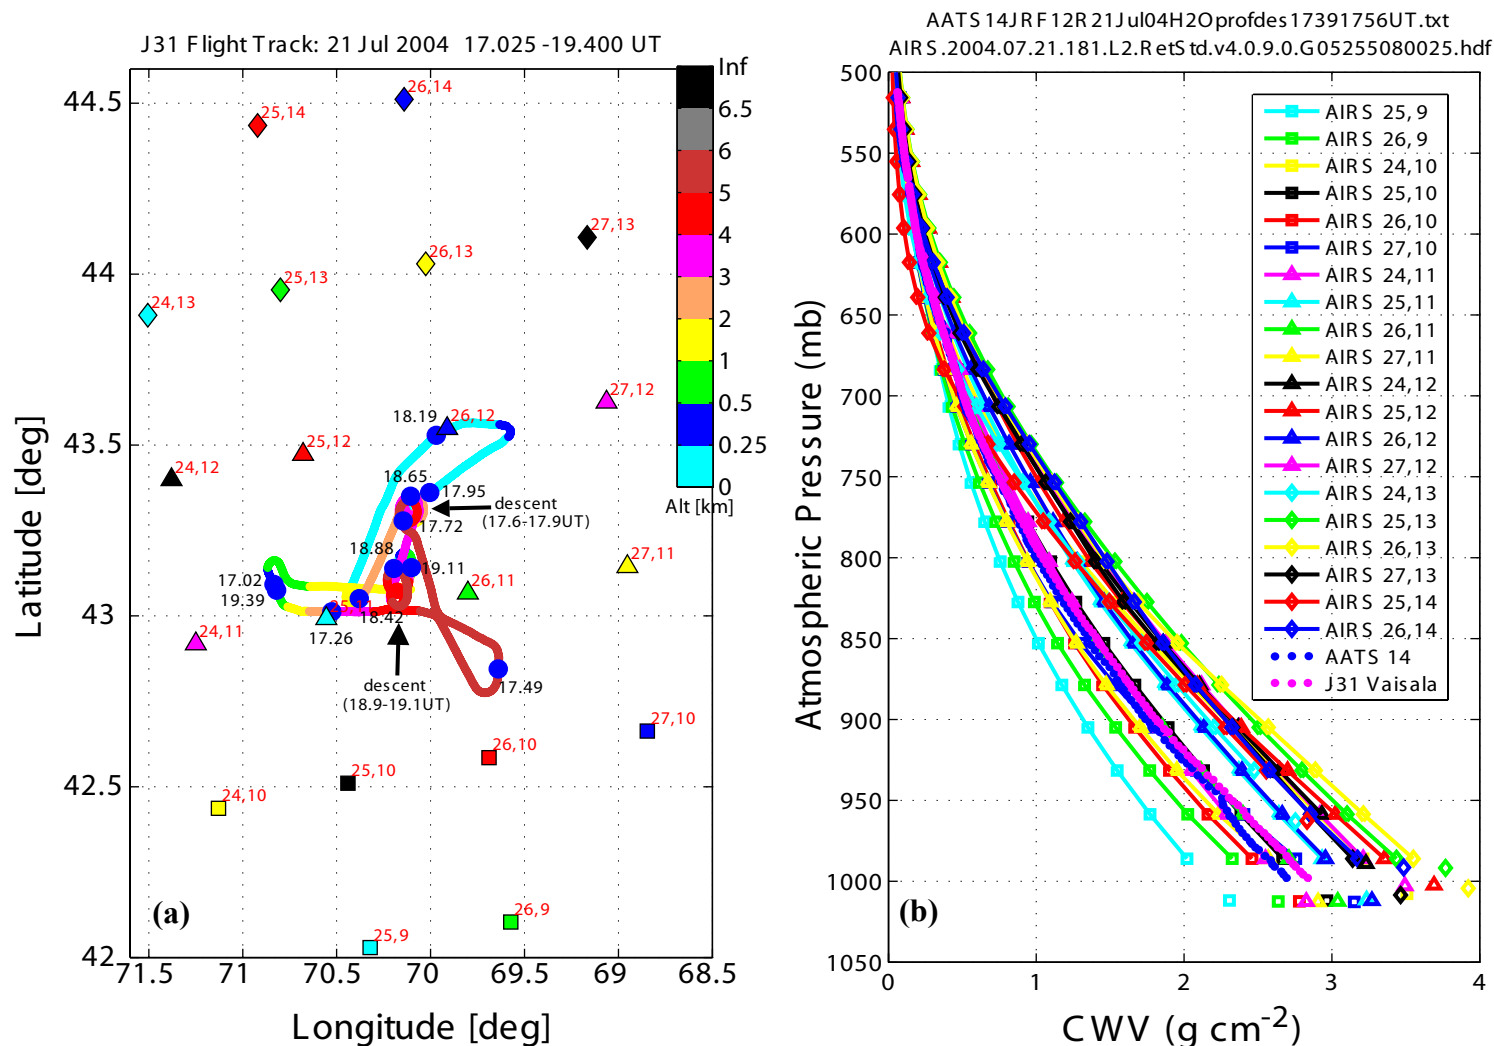 J31 Flight Track: 21 Jul 2004 17.025 -19.400 UT
44.5
44
43.5
43
42.5
42
71.5
71
70.5
70
69.5
69
68.5
Latitude [deg]
Longitude [deg]
26,14
25,14
27,13
26,13
25,13
24,13
27,12
26,12
25,12
24,12
27,11
26,11
25,11
24,11
27,10
26,10
25,10
24,10
26,9
25,9
18.19
18.65
17.95
17.72
descent
(17.6-17.9UT)
18.88
19.11
17.02
19.39
17.26
18.42
17.49
descent
(18.9-19.1UT)
(a)
Inf
6.5
6
5
4
3
2
1
0.5
0.25
0
Alt [km]
AATS14JRF12R21Jul04H2Oprofdes17391756UT.txt
AIRS.2004.07.21.181.L2.RetStd.v4.0.9.0.G05255080025.hdf
500
550
600
650
700
750
800
850
900
950
1000
1050
0
1
2
3
4
Atmospheric Pressure (mb)
CWV (g cm-2)
AIRS 25,9
AIRS 26,9
AIRS 24,10
AIRS 25,10
AIRS 26,10
AIRS 27,10
AIRS 24,11
AIRS 25,11
AIRS 26,11
AIRS 27,11
AIRS 24,12
AIRS 25,12
AIRS 26,12
AIRS 27,12
AIRS 24,13
AIRS 25,13
AIRS 26,13
AIRS 27,13
AIRS 25,14
AIRS 26,14
AATS 14
J31 Vaisala
(b)